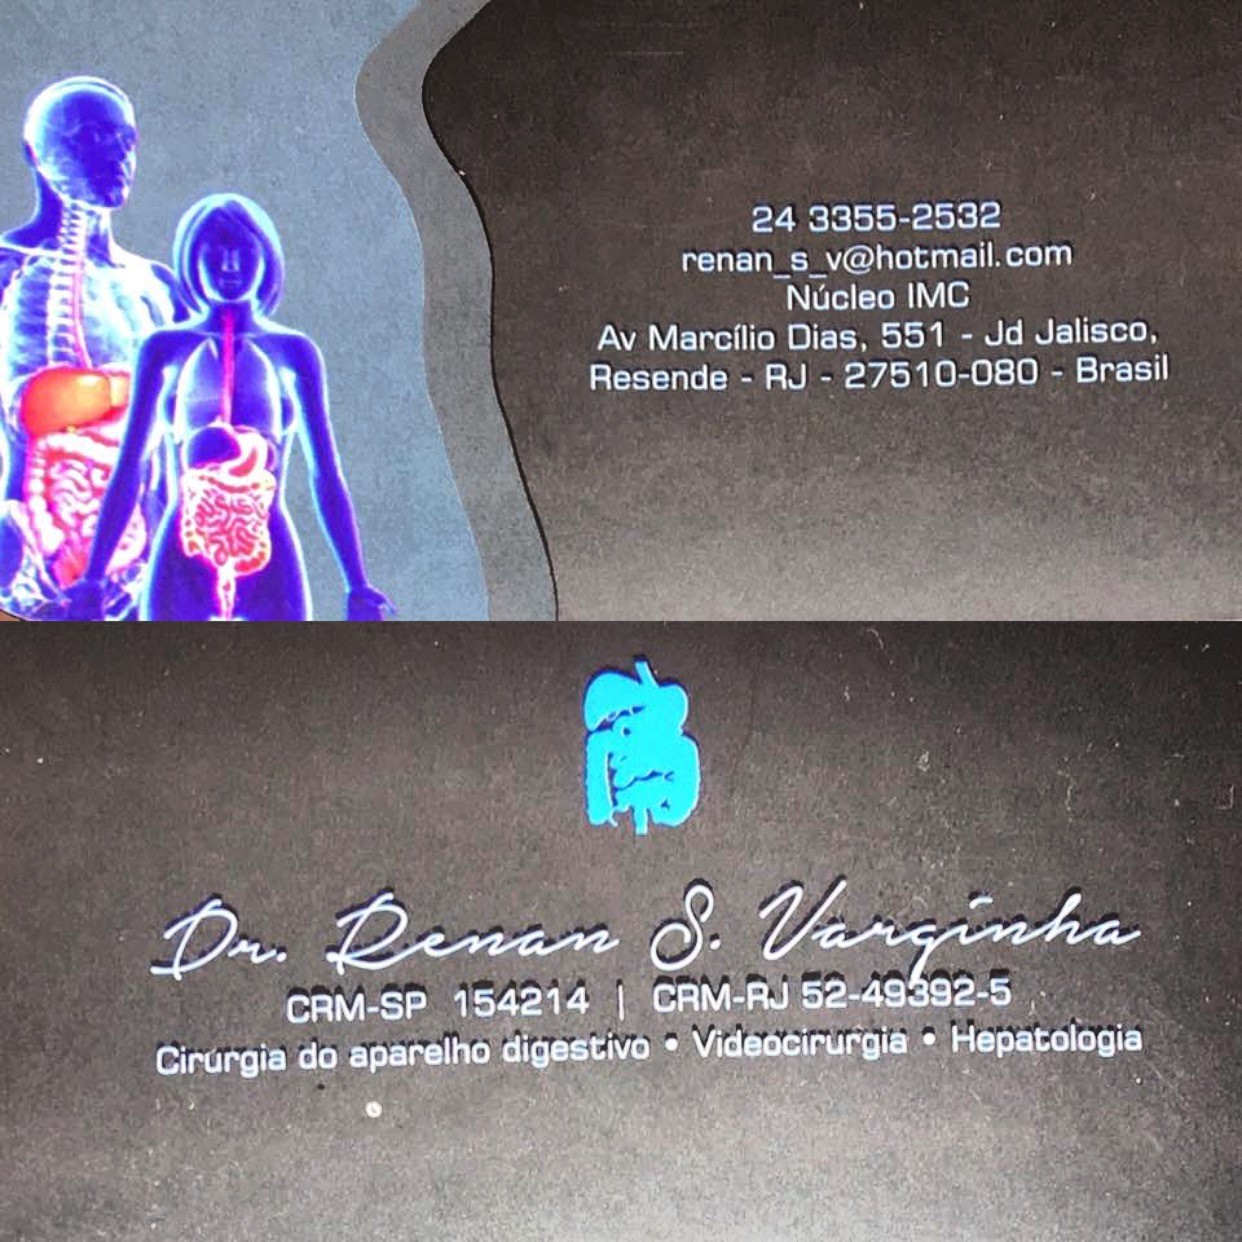 24 3355-2532
renan_s_v@hotmail.com
Núcleo IMC
Av Marcílio Dias, 551 - Jd Jalisco,
Resende - RJ - 27510-080 - Brasil
Dr. Renan S. Varginha
CRM-SP 154214 | CRM-RJ 52-49392-5
Cirurgia do aparelho digestivo • Videocirurgia • Hepatologia